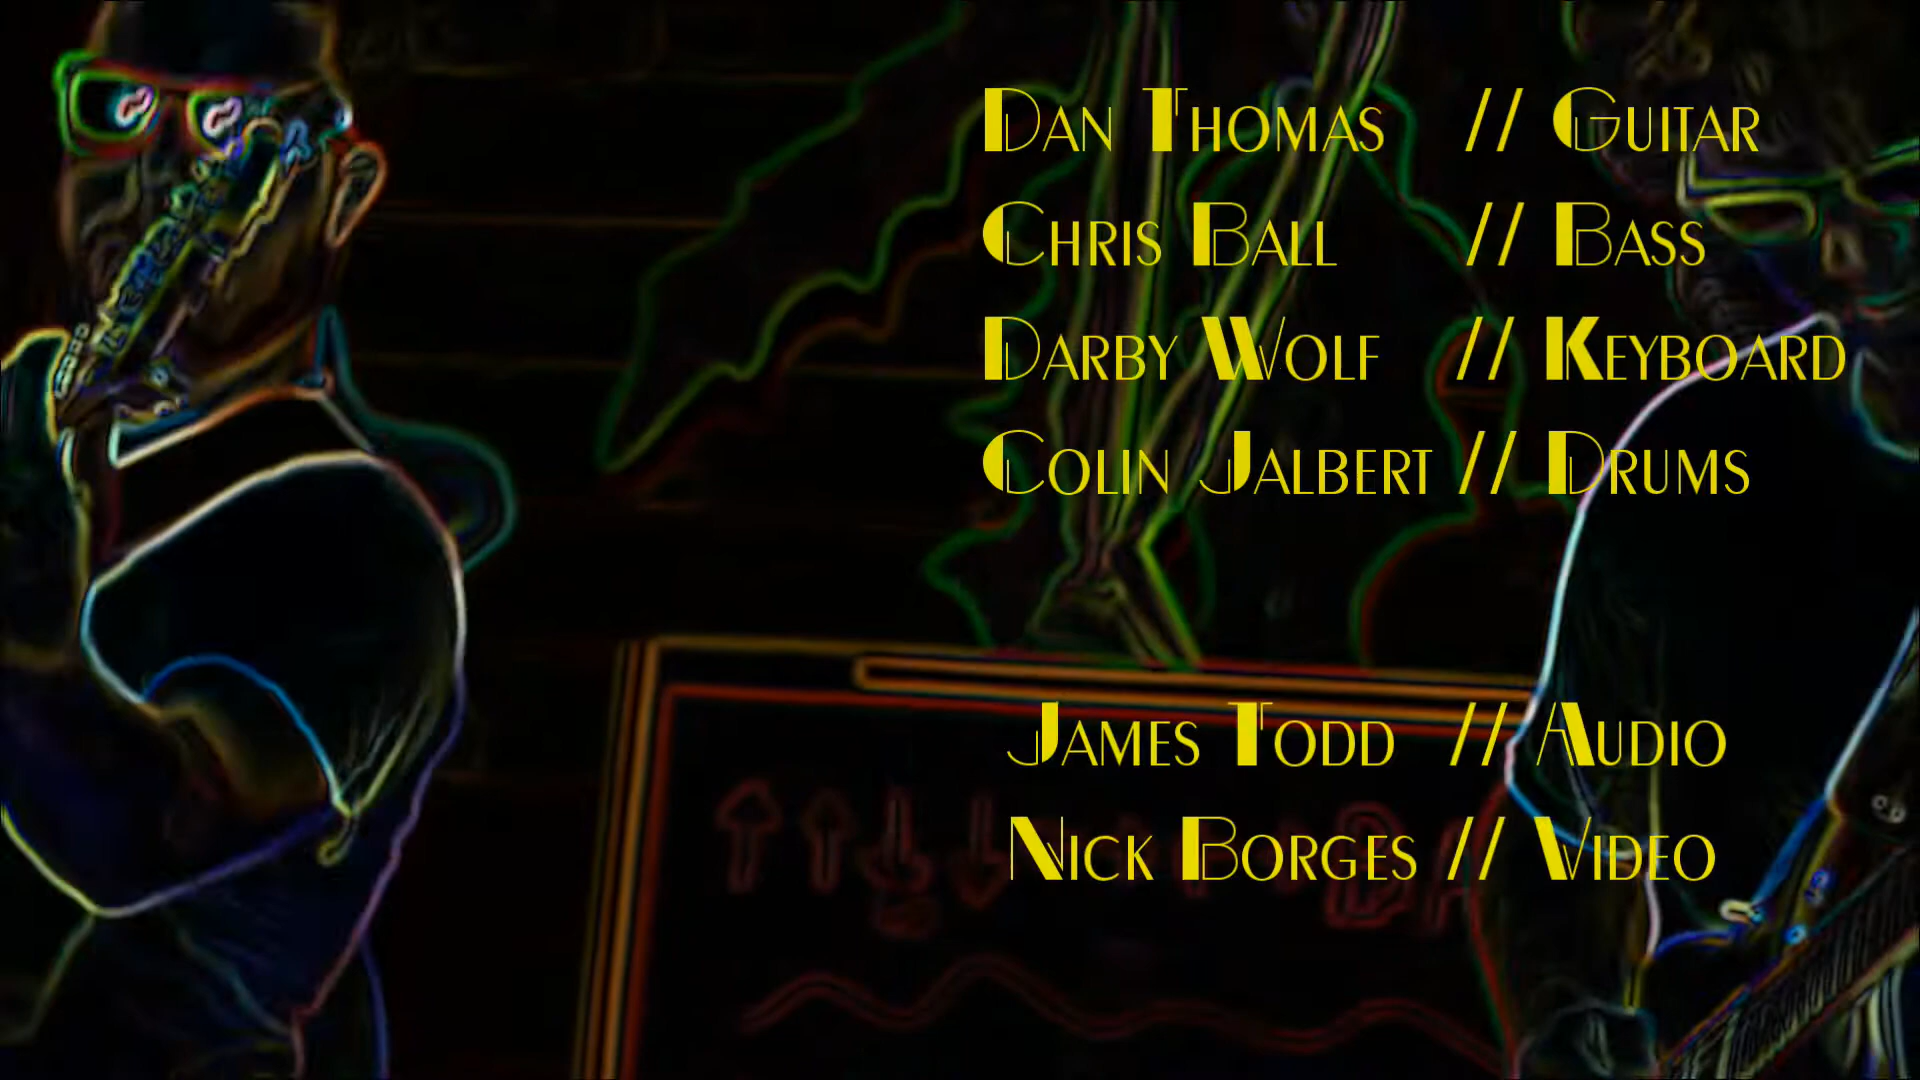 Dan Thomas // Guitar
Chris Ball // Bass
Darby Wolf // Keyboard
Colin Jalbert // Drums
James Todd // Audio
Nick Borges // Video